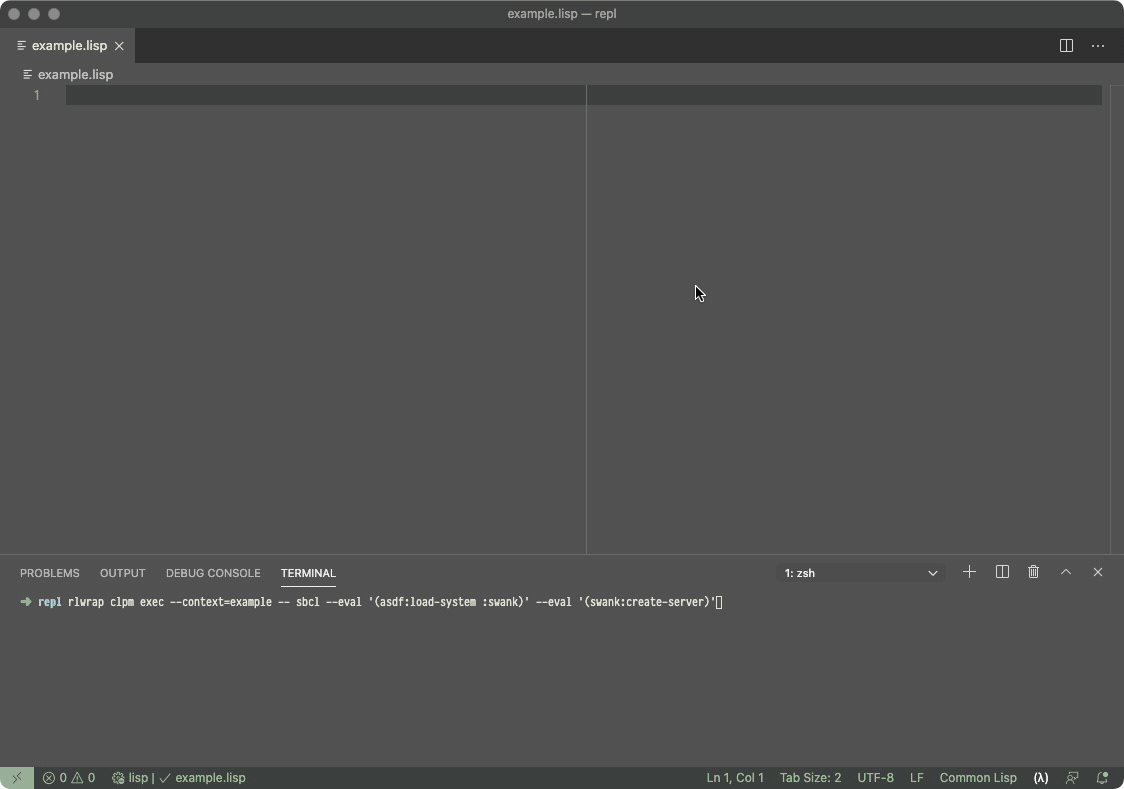 example.lisp — repl
example.lisp
example.lisp
1
PROBLEMS OUTPUT DEBUG CONSOLE TERMINAL 1: zsh
➜ repl rlwrap clpm exec --context=example -- sbcl --eval '(asdf:load-system :swank)' --eval '(swank:create-server)'
0 0 lisp | ✓ example.lisp Ln 1, Col 1 Tab Size: 2 UTF-8 LF Common Lisp (λ)